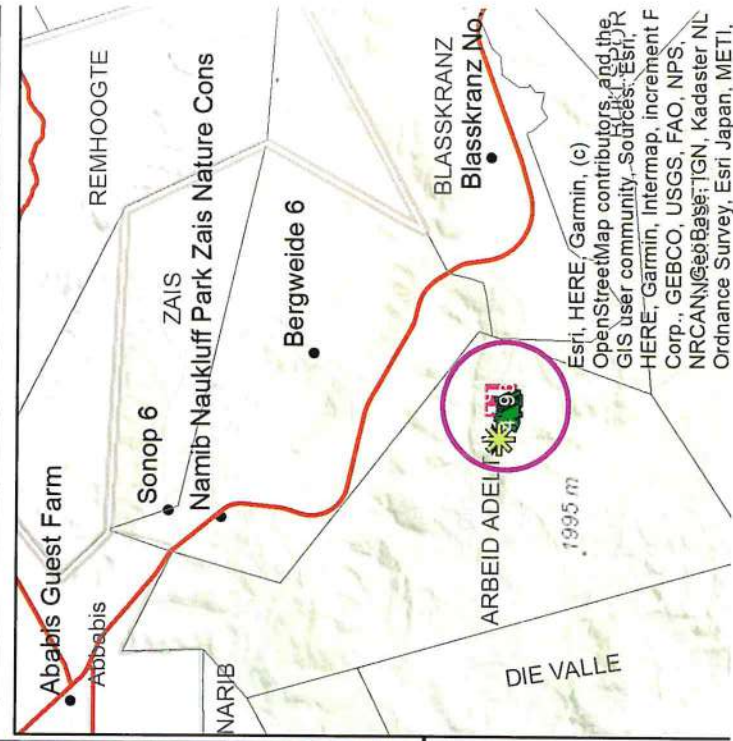 REMHOOGTE
Ababis Guest Farm
Abbabis
Sonop 6
ZAIS
Namib Naukluff Park Zais Nature Cons
Bergweide 6
NARIB
BLASSKRANZ
Blasskranz No
ARBEID ADELT
1995 m
DIE VALLE
Esri, HERE, Garmin, (c)
OpenStreetMap contributors, and the
GIS user community, Sources: Esri,
HERE, Garmin, Intermap, increment P
Corp., GEBCO, USGS, FAO, NPS,
NRCAN, GeoBase, IGN, Kadaster NL
Ordnance Survey, Esri Japan, METI,